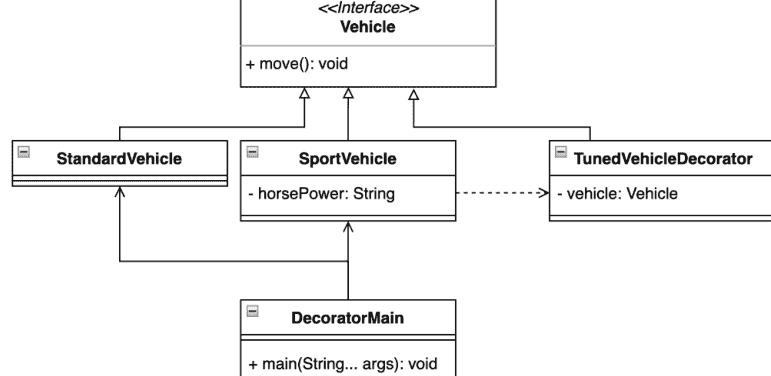 <<Interface>>
Vehicle
+ move(): void
StandardVehicle
SportVehicle
- horsePower: String
TunedVehicleDecorator
- vehicle: Vehicle
DecoratorMain
+ main(String... args): void